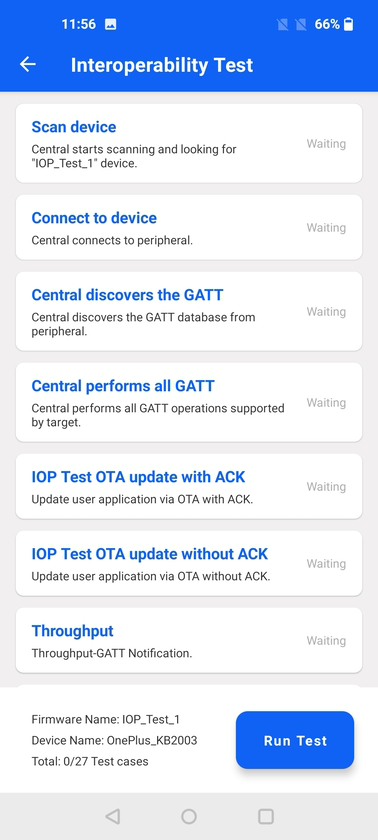 11:56
66%
Interoperability Test
Scan device
Central starts scanning and looking for
"IOP_Test_1" device.
Waiting
Connect to device
Central connects to peripheral.
Waiting
Central discovers the GATT
Central discovers the GATT database from
peripheral.
Waiting
Central performs all GATT
Central performs all GATT operations supported
by target.
Waiting
IOP Test OTA update with ACK
Update user application via OTA with ACK.
Waiting
IOP Test OTA update without ACK
Update user application via OTA without ACK.
Waiting
Throughput
Throughput-GATT Notification.
Waiting
Firmware Name: IOP_Test_1
Device Name: OnePlus_KB2003
Total: 0/27 Test cases
Run Test